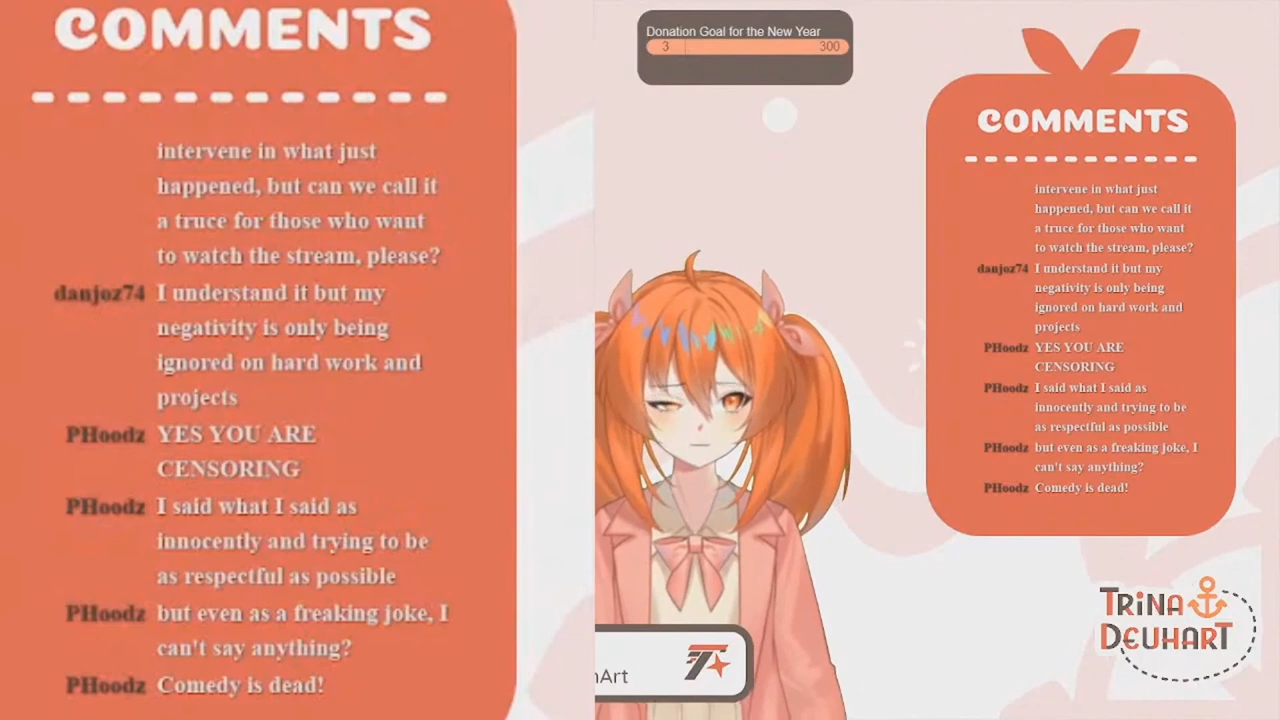 COMMENTS
intervene in what just
happened, but can we call it
a truce for those who want
to watch the stream, please?
danjoz74 I understand it but my
negativity is only being
ignored on hard work and
projects
PHoodz YES YOU ARE
CENSORING
PHoodz I said what I said as
innocently and trying to be
as respectful as possible
PHoodz but even as a freaking joke, I
can't say anything?
PHoodz Comedy is dead!
Donation Goal for the New Year
3 300
nArt
COMMENTS
intervene in what just
happened, but can we call it
a truce for those who want
to watch the stream, please?
danjoz74 I understand it but my
negativity is only being
ignored on hard work and
projects
PHoodz YES YOU ARE
CENSORING
PHoodz I said what I said as
innocently and trying to be
as respectful as possible
PHoodz but even as a freaking joke, I
can't say anything?
PHoodz Comedy is dead!
TRiNA
DEUHART